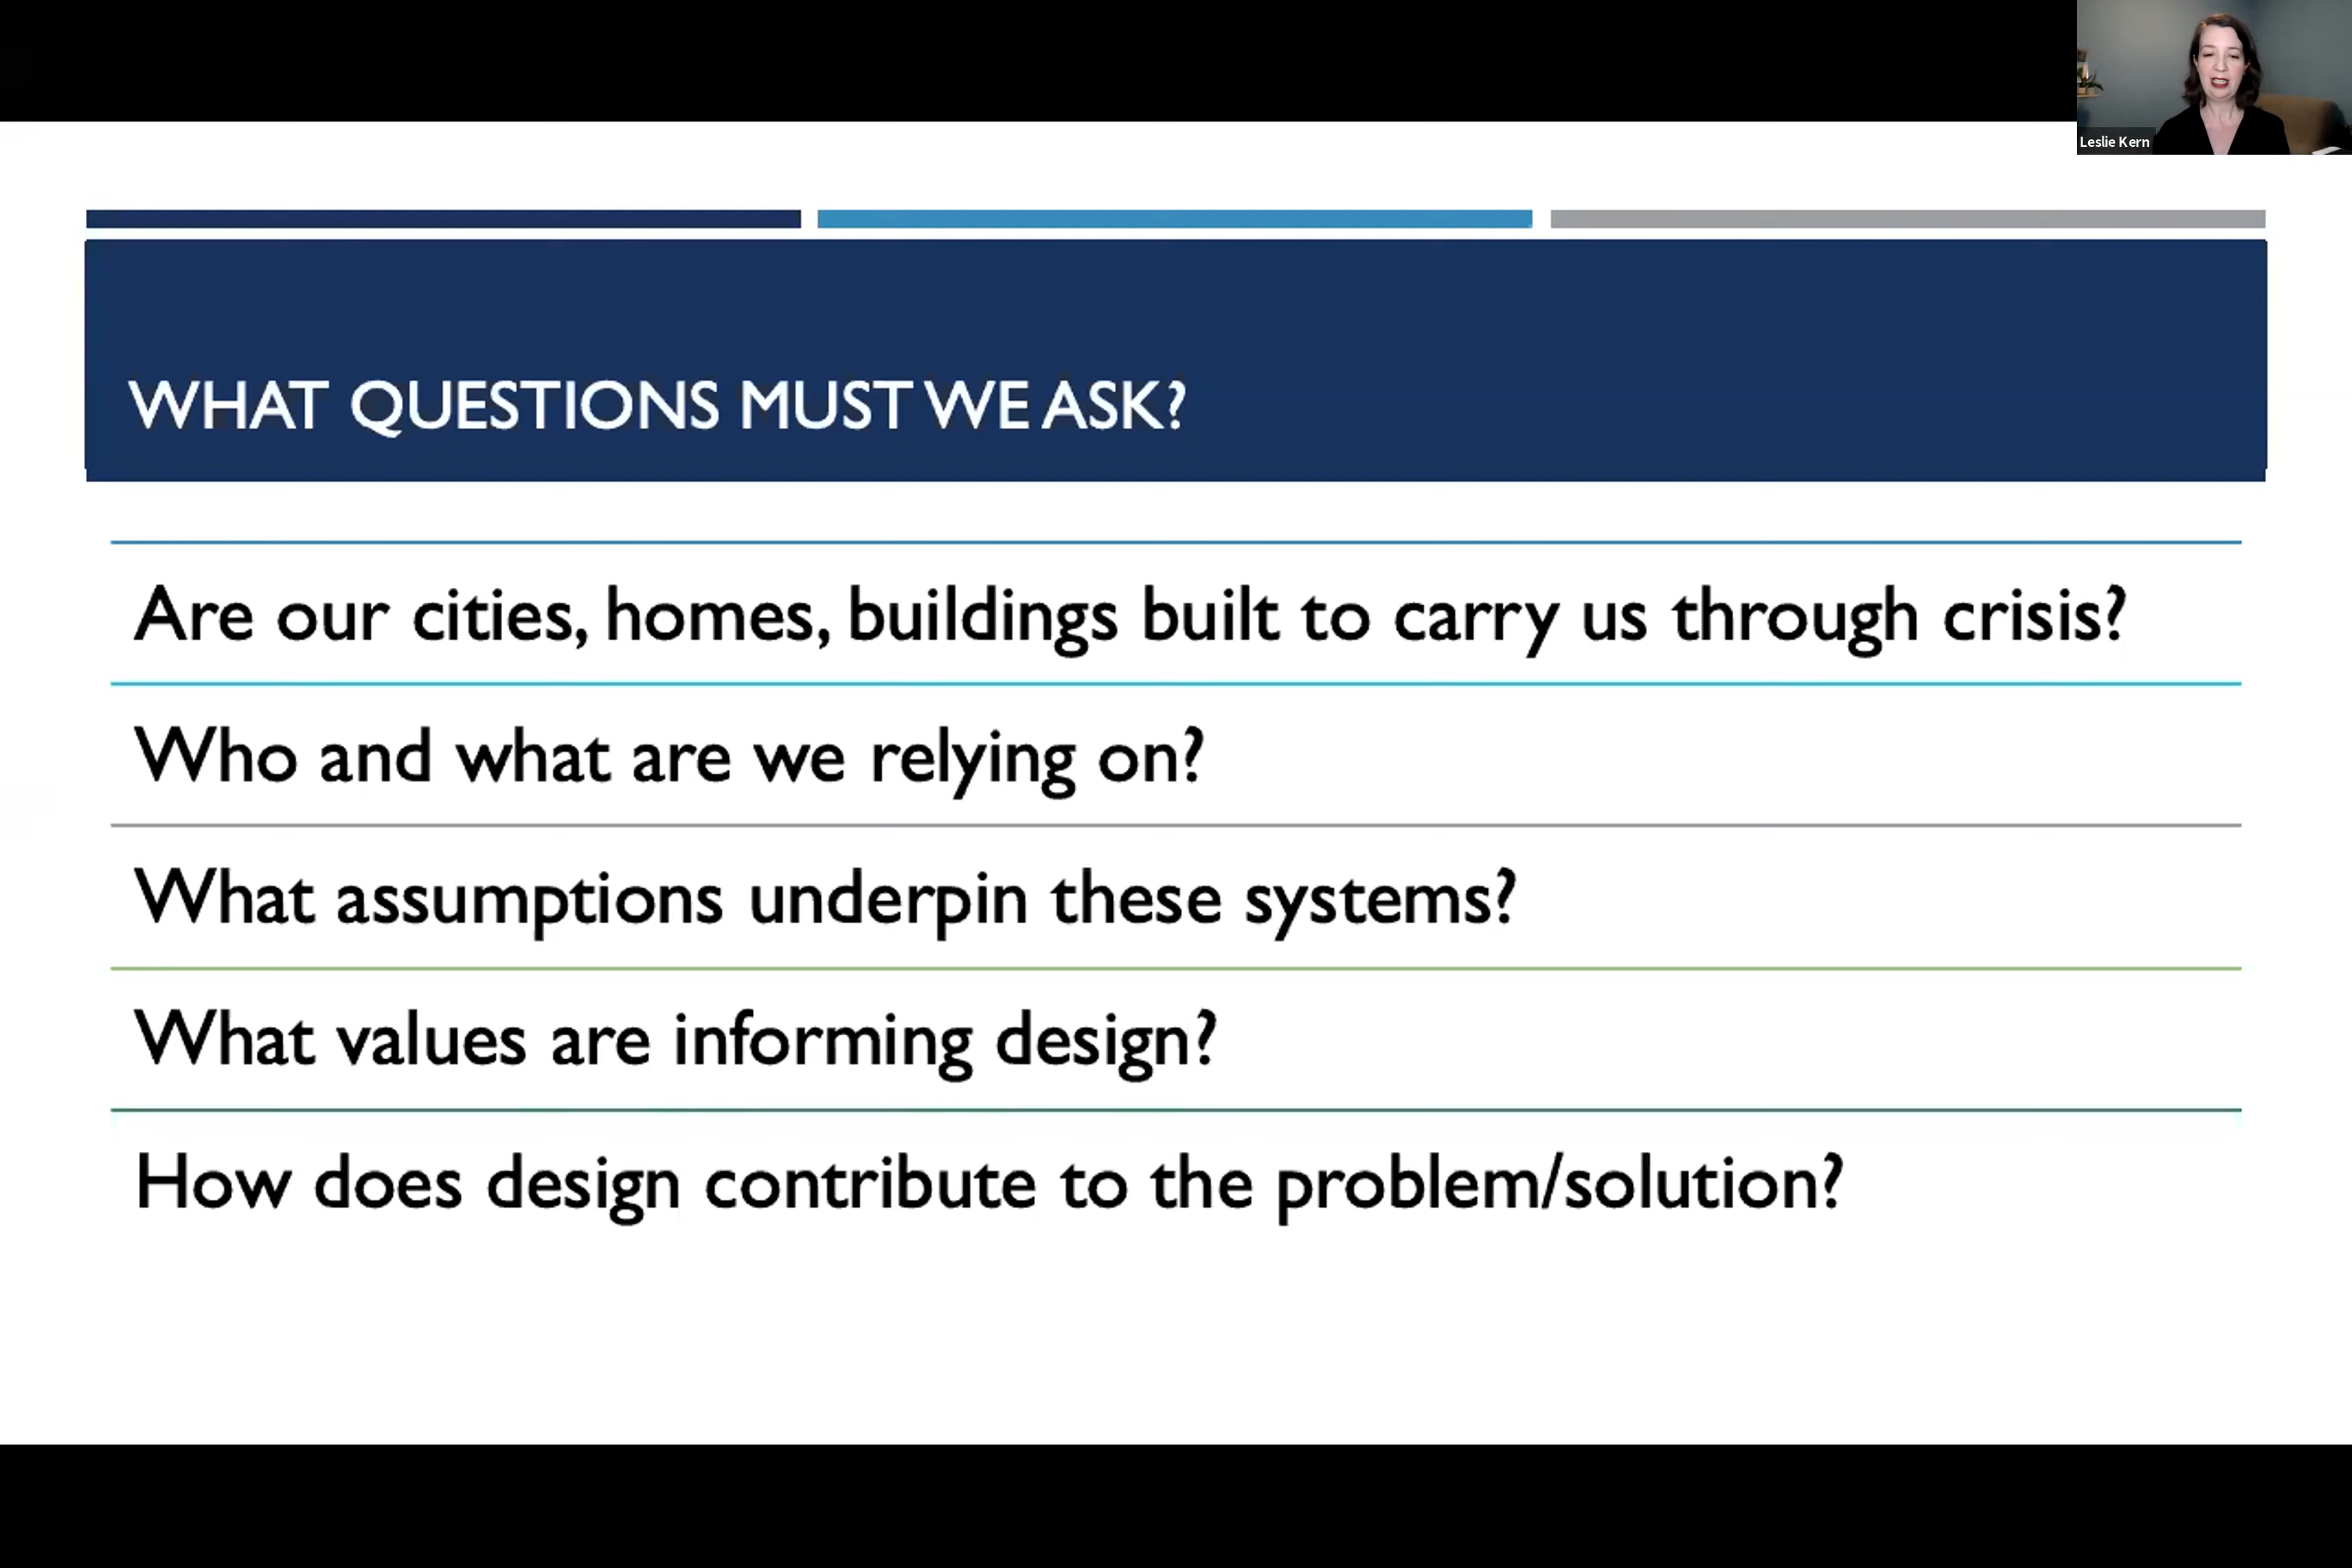 Leslie Kern
WHAT QUESTIONS MUST WE ASK?
Are our cities, homes, buildings built to carry us through crisis?
Who and what are we relying on?
What assumptions underpin these systems?
What values are informing design?
How does design contribute to the problem/solution?